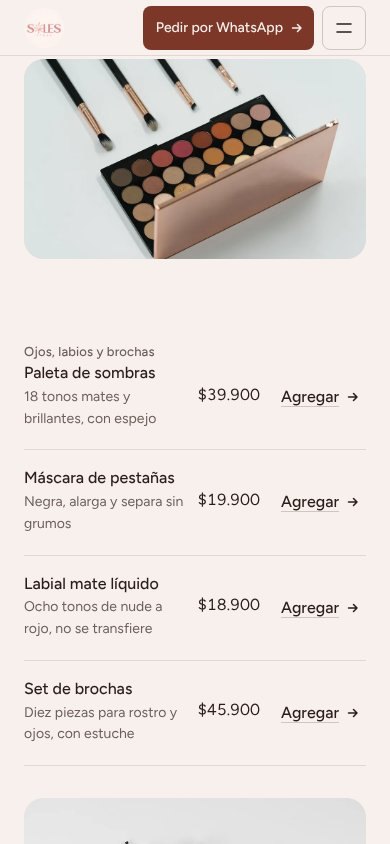 SALES
Pedir por WhatsApp →
Ojos, labios y brochas
Paleta de sombras
18 tonos mates y
brillantes, con espejo
$39.900
Agregar →
Máscara de pestañas
Negra, alarga y separa sin
grumos
$19.900
Agregar →
Labial mate líquido
Ocho tonos de nude a
rojo, no se transfiere
$18.900
Agregar →
Set de brochas
Diez piezas para rostro y
ojos, con estuche
$45.900
Agregar →